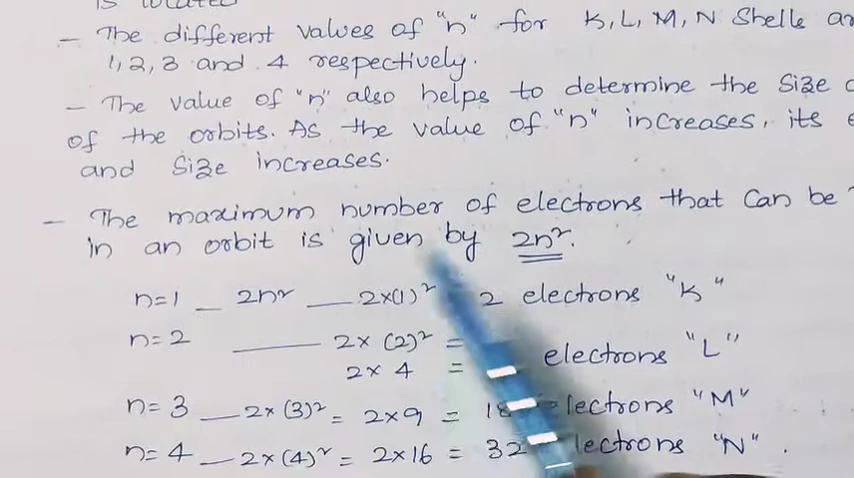 is located
- The different values of "n" for K, L, M, N Shells
1, 2, 3 and 4 respectively.
- The value of "n" also helps to determine the Size
of the orbits. As the value of "n" increases, its
and Size increases.
- The maximum number of electrons that can be
in an orbit is given by 2n².
n=1 — 2n² — 2×(1)² 2 electrons "K"
n=2 — 2×(2)² = electrons "L"
2×4 =
n=3 — 2×(3)² = 2×9 = 18 electrons "M"
n=4 — 2×(4)² = 2×16 = 32 electrons "N".